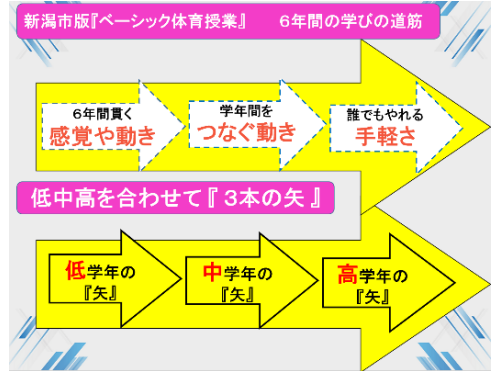 新潟市版『ベーシック体育授業』　　６年間の学びの道筋
６年間貫く
感覚や動き
学年間を
つなぐ動き
誰でもやれる
手軽さ
低中高を合わせて『３本の矢』
低学年の
『矢』
中学年の
『矢』
高学年の
『矢』